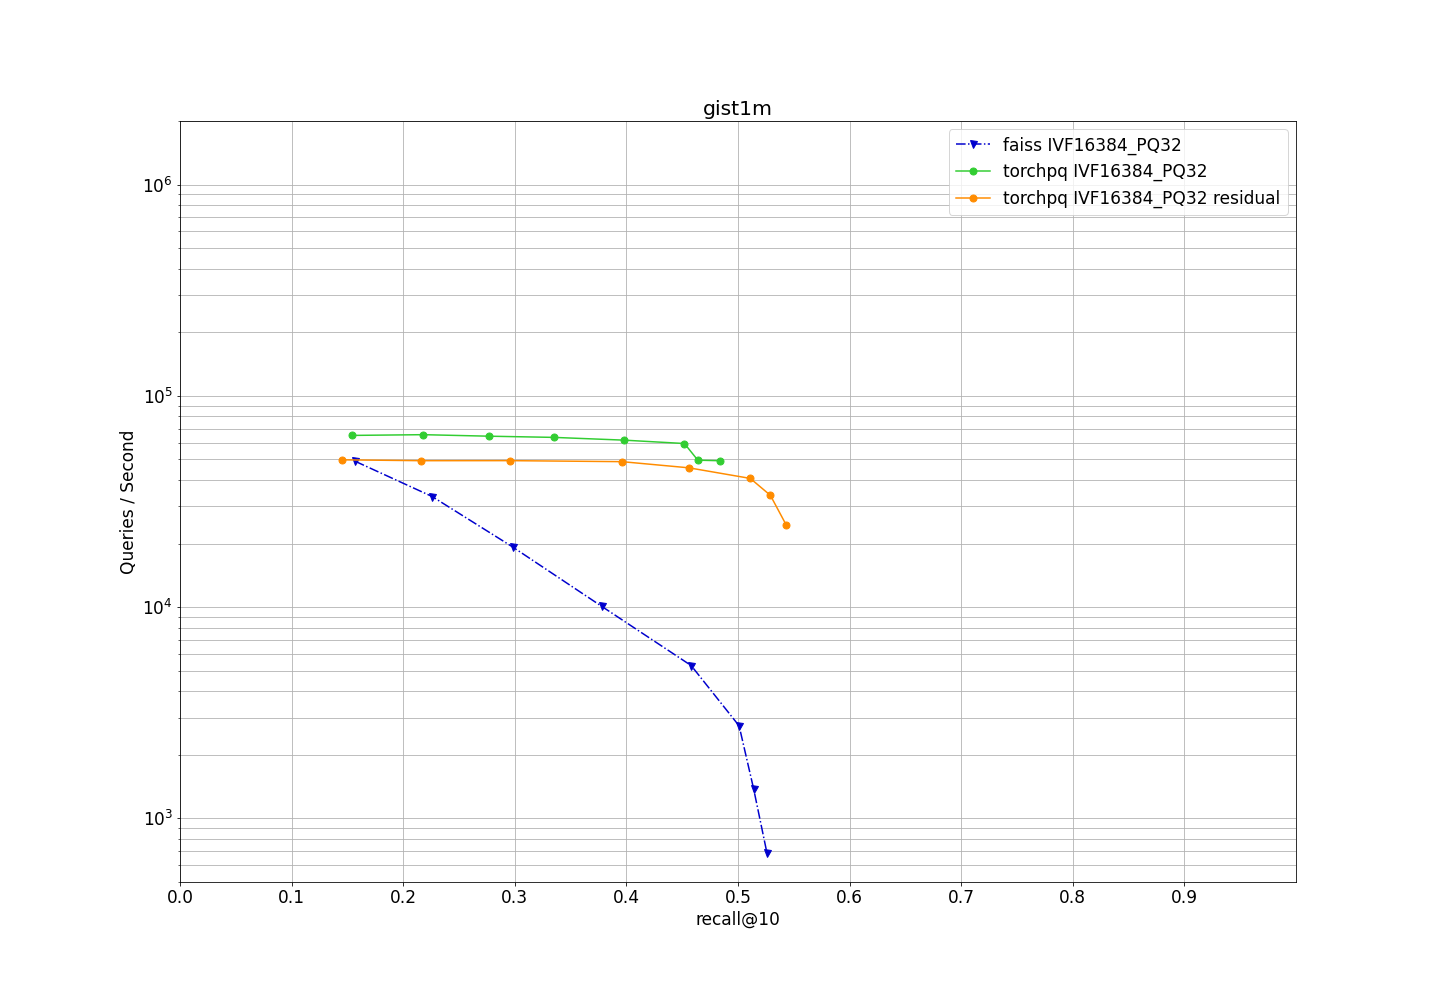 gist1m
faiss IVF16384_PQ32
torchpq IVF16384_PQ32
torchpq IVF16384_PQ32 residual
Queries / Second
10⁶
10⁵
10⁴
10³
0.0 0.1 0.2 0.3 0.4 0.5 0.6 0.7 0.8 0.9
recall@10